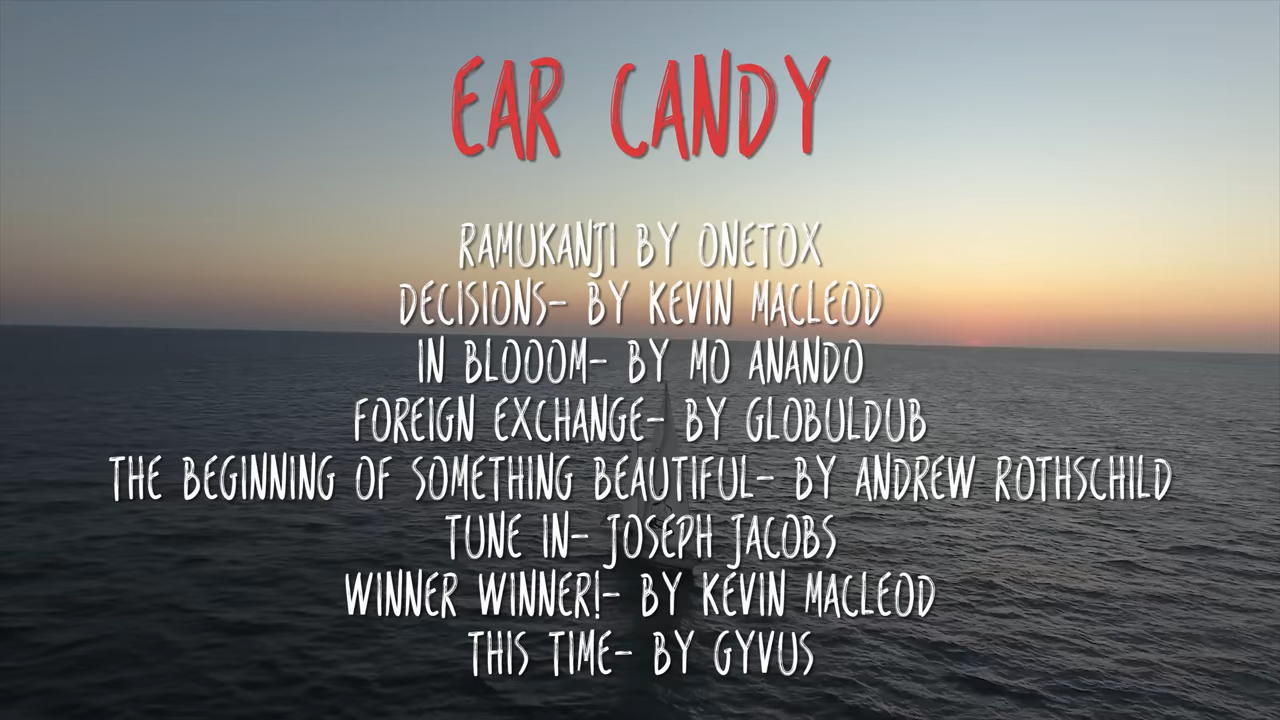 EAR CANDY
RAMUKANJI BY ONETOX
DECISIONS- BY KEVIN MACLEOD
IN BLOOOM- BY MO ANANDO
FOREIGN EXCHANGE- BY GLOBULDUB
THE BEGINNING OF SOMETHING BEAUTIFUL- BY ANDREW ROTHSCHILD
TUNE IN- JOSEPH JACOBS
WINNER WINNER!- BY KEVIN MACLEOD
THIS TIME- BY GYVUS